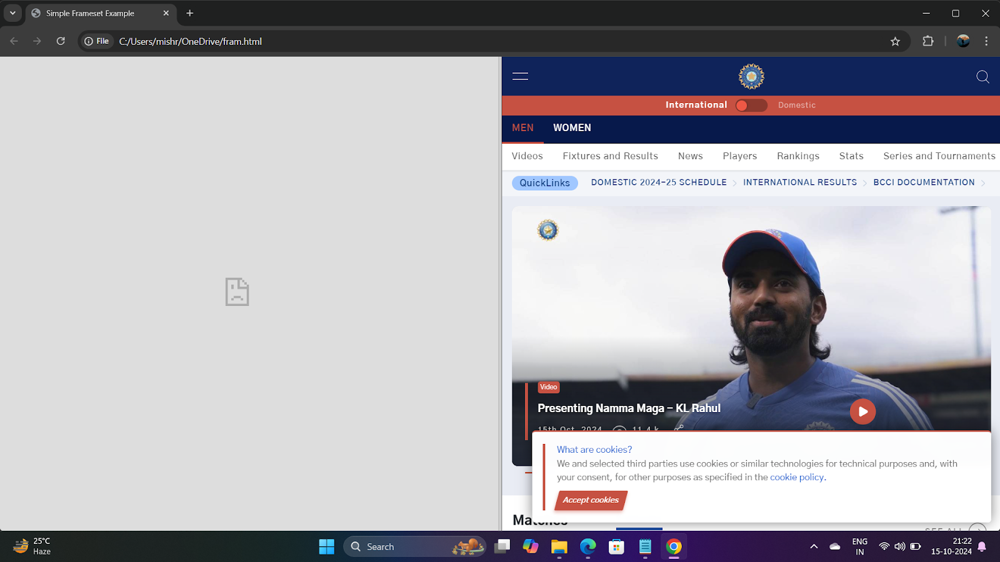 Simple Frameset Example
File C:/Users/mishr/OneDrive/fram.html
International Domestic
MEN WOMEN
Videos Fixtures and Results News Players Rankings Stats Series and Tournaments
QuickLinks DOMESTIC 2024-25 SCHEDULE INTERNATIONAL RESULTS BCCI DOCUMENTATION
Video
Presenting Namma Maga – KL Rahul
15th Oct, 2024 11.4 k
What are cookies?
We and selected third parties use cookies or similar technologies for technical purposes and, with
your consent, for other purposes as specified in the cookie policy.
Accept cookies
Matches
SEE ALL
25°C
Haze
Search
ENG
IN
21:22
15-10-2024